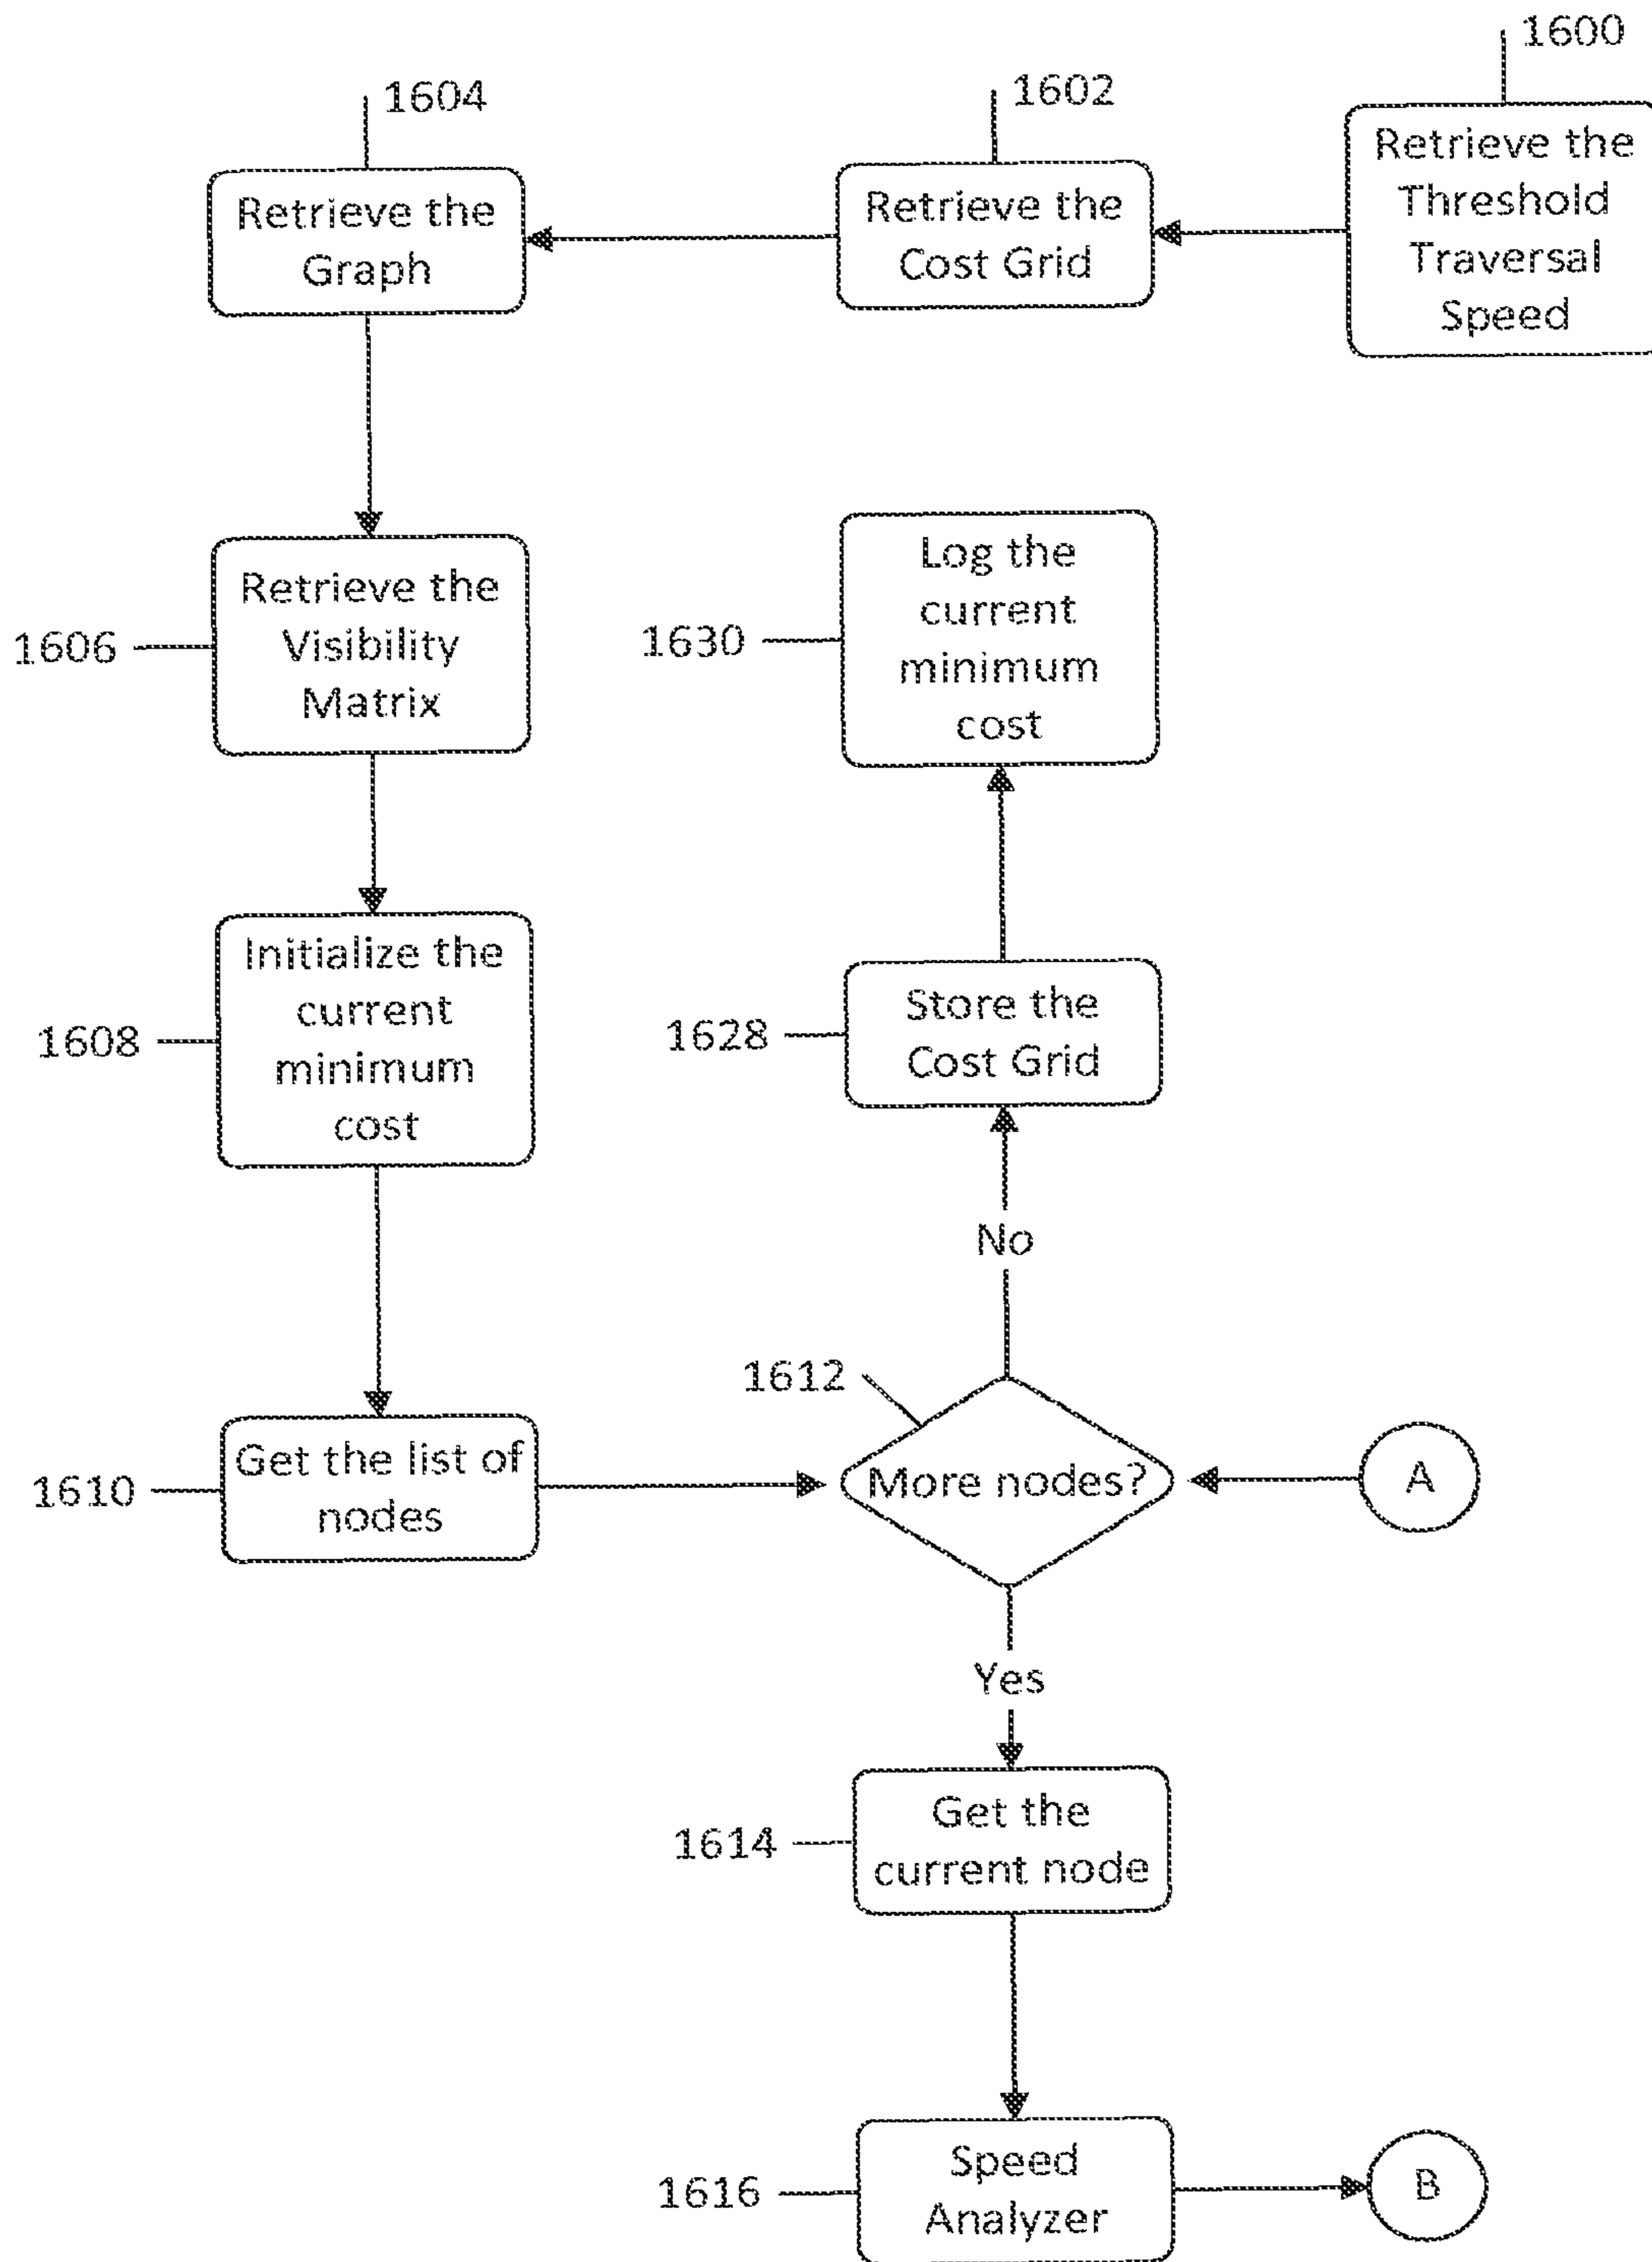 1600
Retrieve the
Threshold
Traversal
Speed
1602
Retrieve the
Cost Grid
1604
Retrieve the
Graph
1606
Retrieve the
Visibility
Matrix
1608
Initialize the
current
minimum
cost
1610
Get the list of
nodes
1612
More nodes?
A
No
1628
Store the
Cost Grid
1630
Log the
current
minimum
cost
Yes
1614
Get the
current node
1616
Speed
Analyzer
B